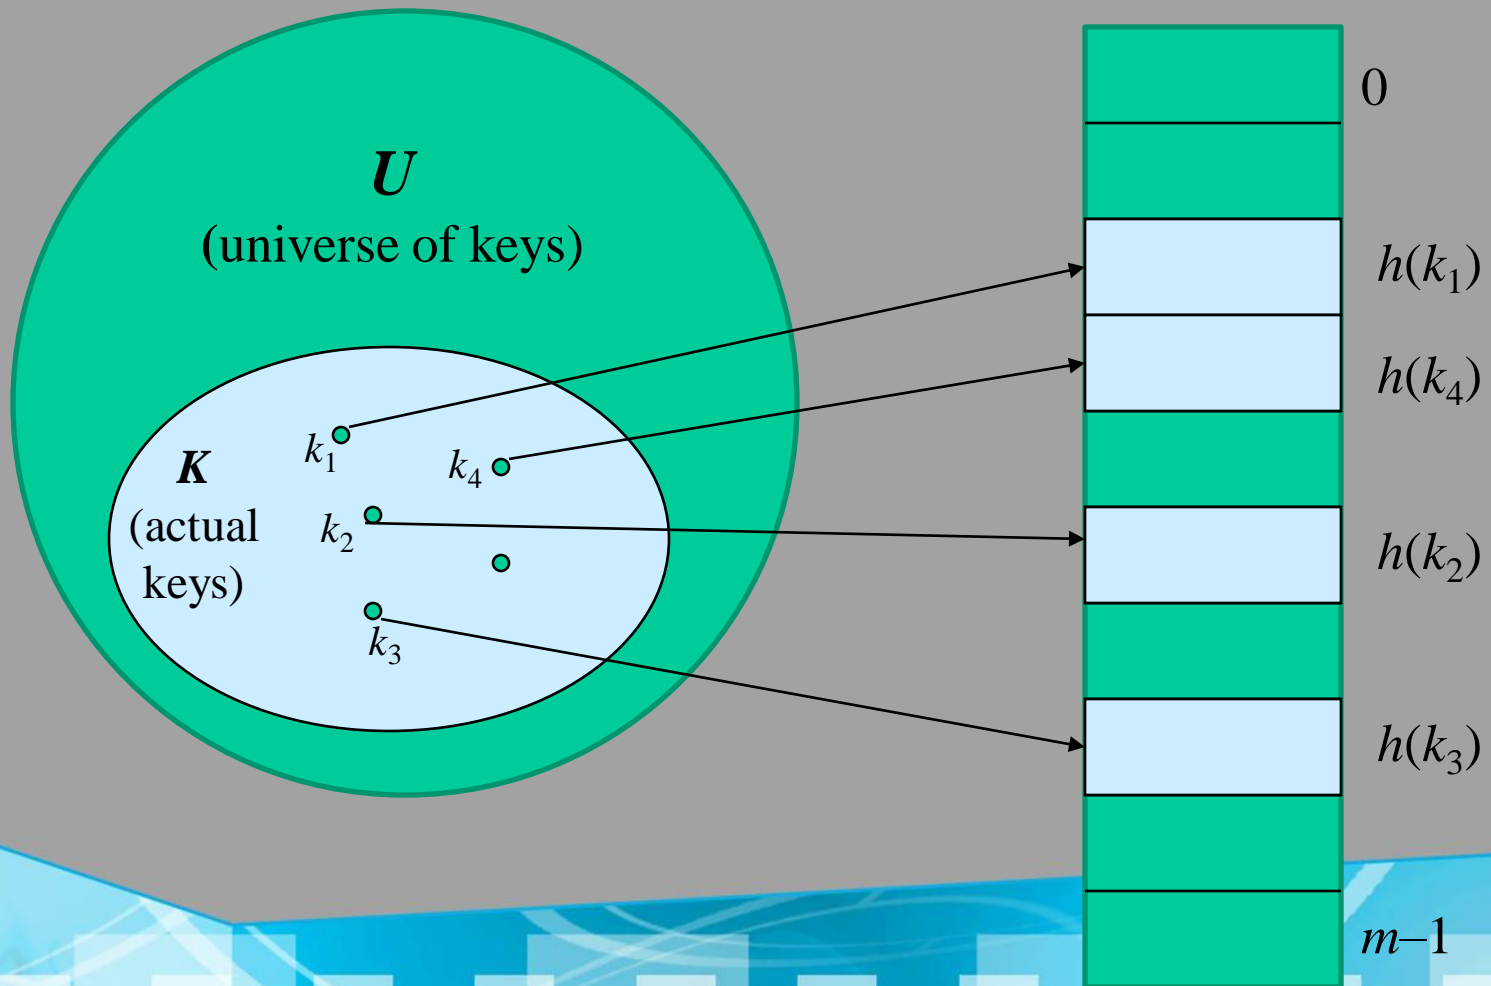 U
(universe of keys)
K
(actual
keys)
k₁
k₄
k₂
k₃
0
h(k₁)
h(k₄)
h(k₂)
h(k₃)
m–1